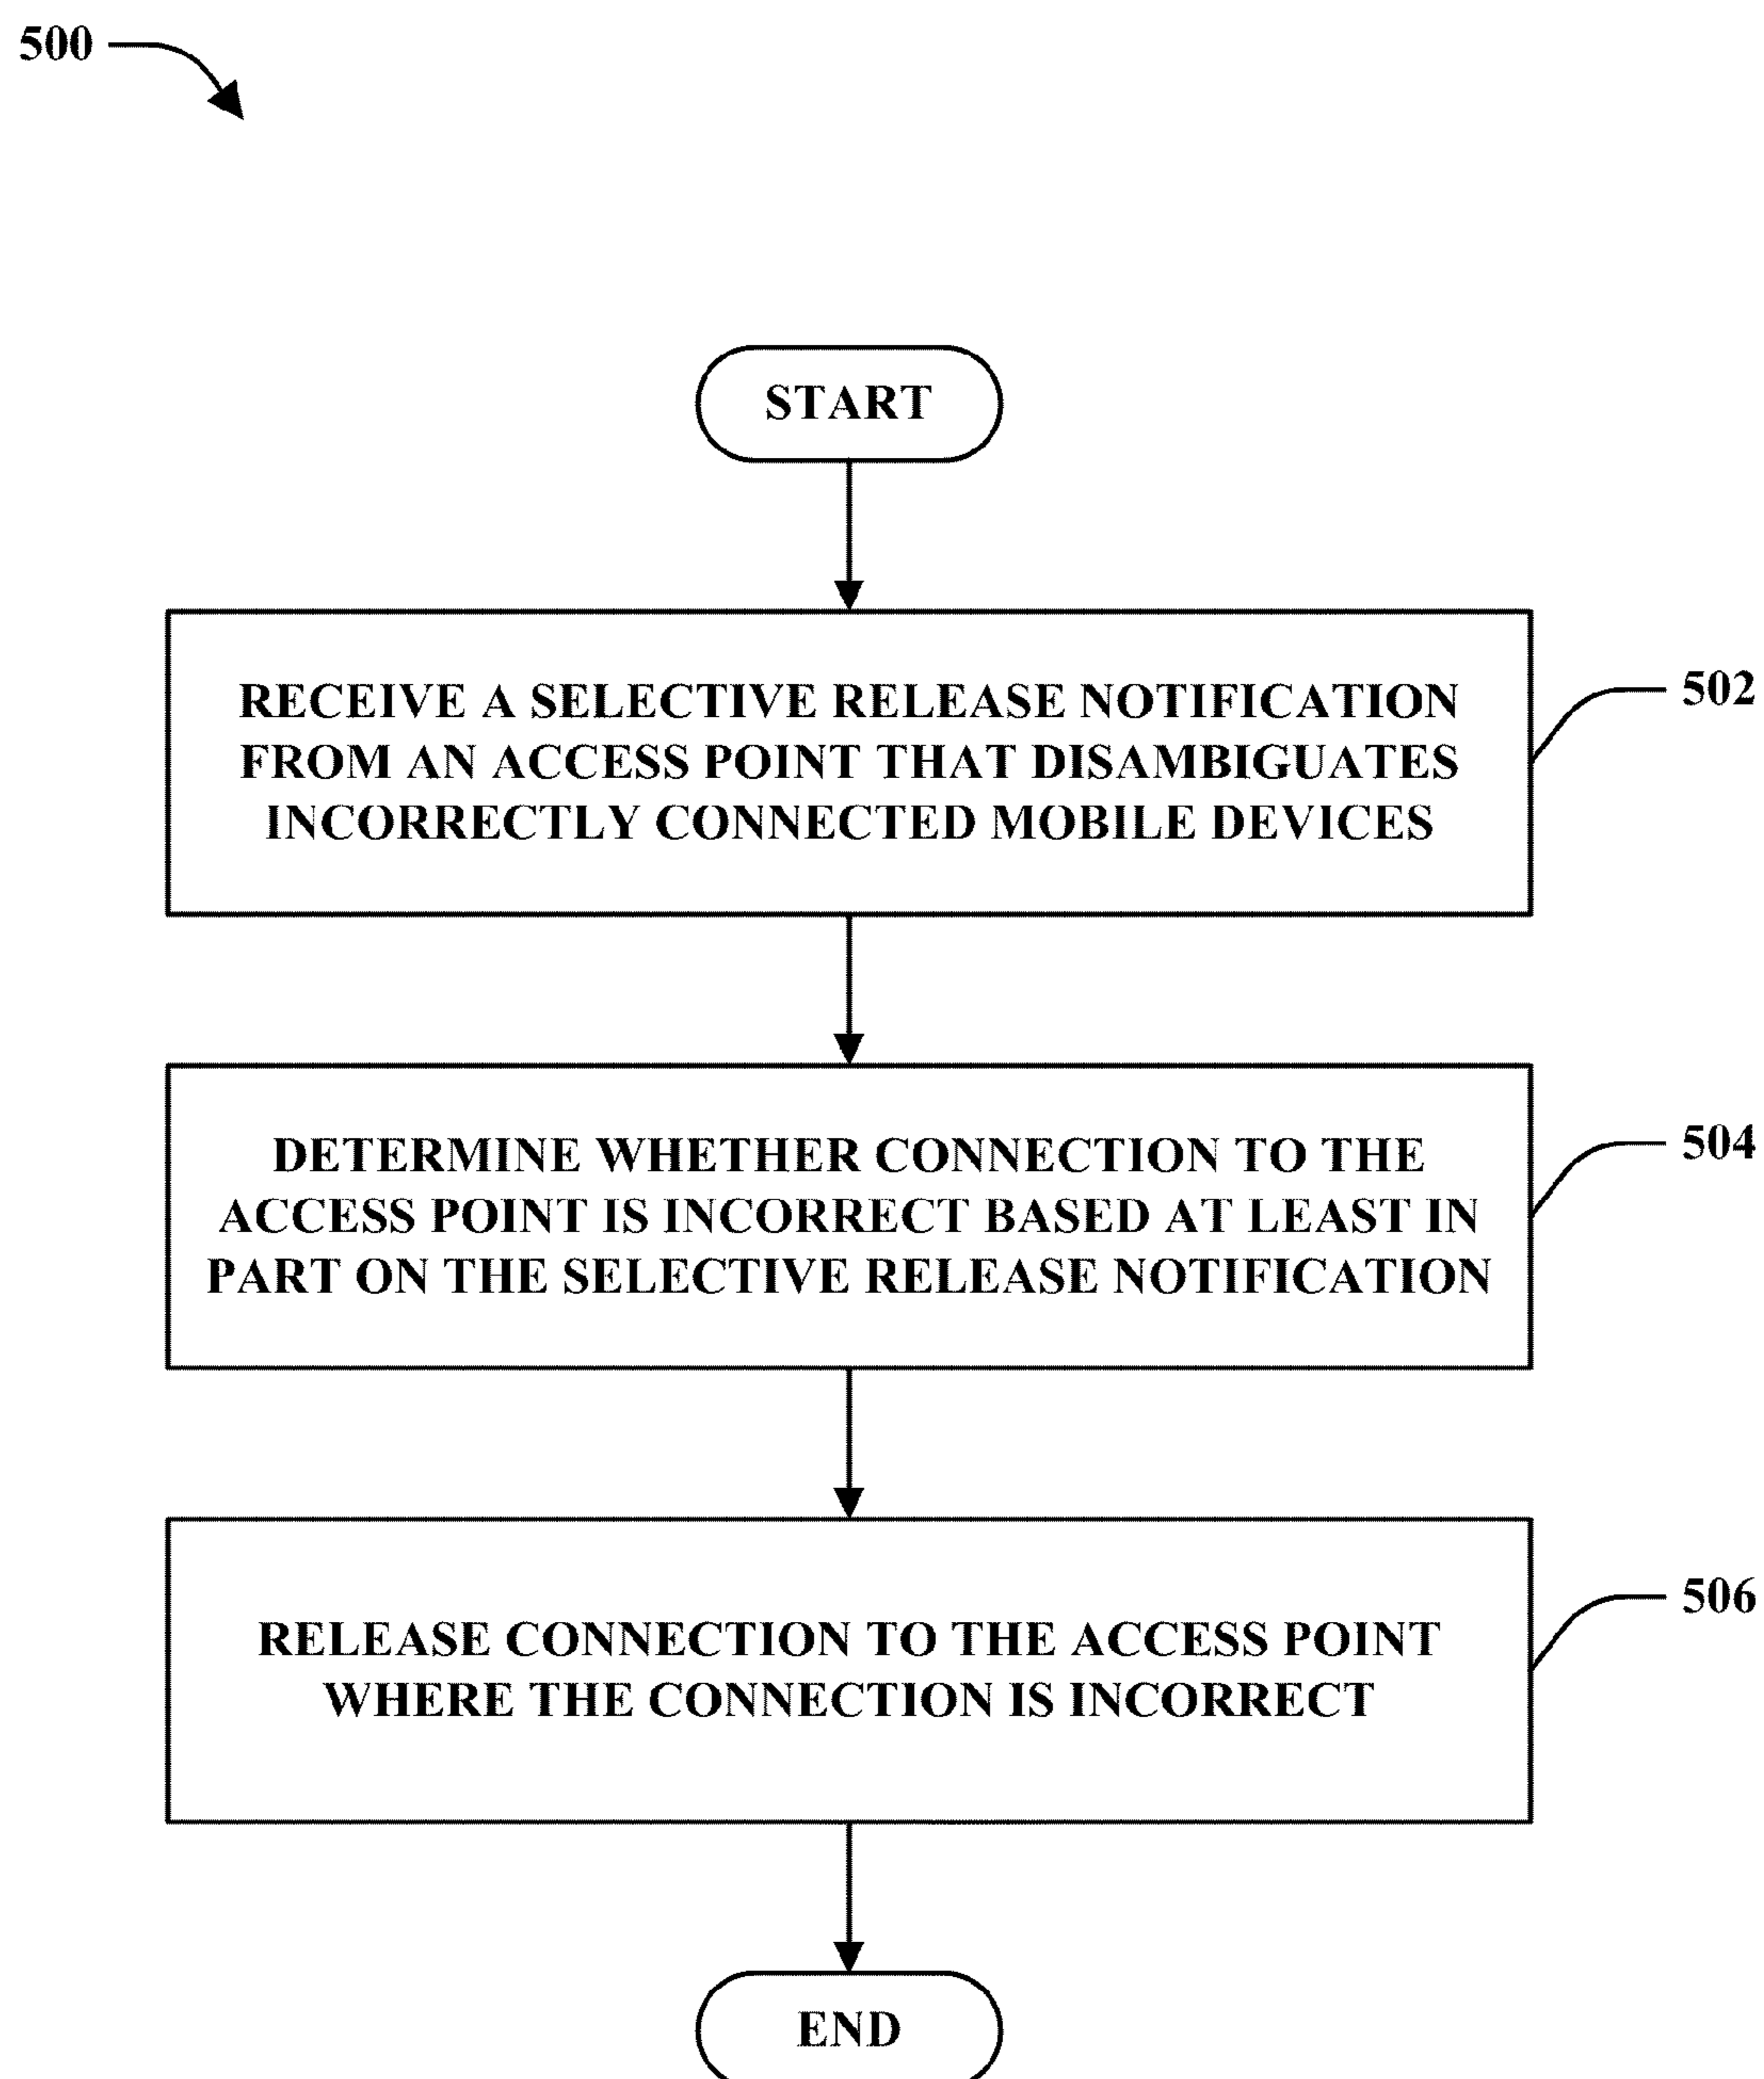 500
START
RECEIVE A SELECTIVE RELEASE NOTIFICATION
FROM AN ACCESS POINT THAT DISAMBIGUATES
INCORRECTLY CONNECTED MOBILE DEVICES
502
DETERMINE WHETHER CONNECTION TO THE
ACCESS POINT IS INCORRECT BASED AT LEAST IN
PART ON THE SELECTIVE RELEASE NOTIFICATION
504
RELEASE CONNECTION TO THE ACCESS POINT
WHERE THE CONNECTION IS INCORRECT
506
END